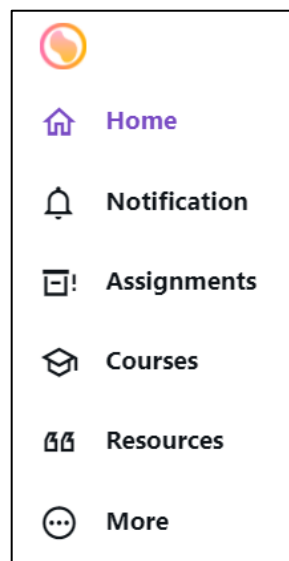 Home
Notification
Assignments
Courses
Resources
More